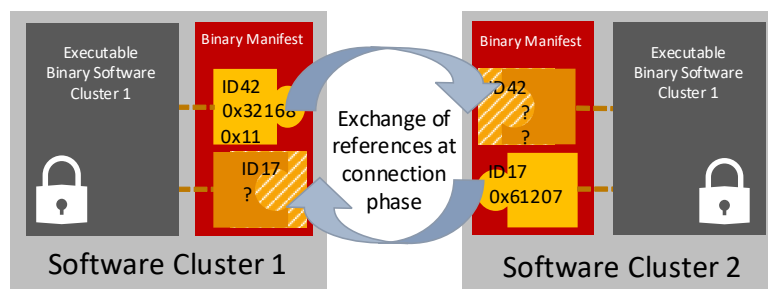 Executable
Binary Software
Cluster 1
Binary Manifest
ID42
0x32168
0x11
ID17
?
Software Cluster 1
Exchange of
references at
connection
phase
Binary Manifest
ID42
?
?
ID17
0x61207
Executable
Binary Software
Cluster 1
Software Cluster 2